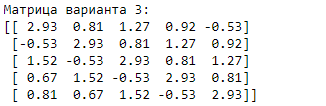 Матрица варианта 3:
[[ 2.93  0.81  1.27  0.92 -0.53]
 [-0.53  2.93  0.81  1.27  0.92]
 [ 1.52 -0.53  2.93  0.81  1.27]
 [ 0.67  1.52 -0.53  2.93  0.81]
 [ 0.81  0.67  1.52 -0.53  2.93]]